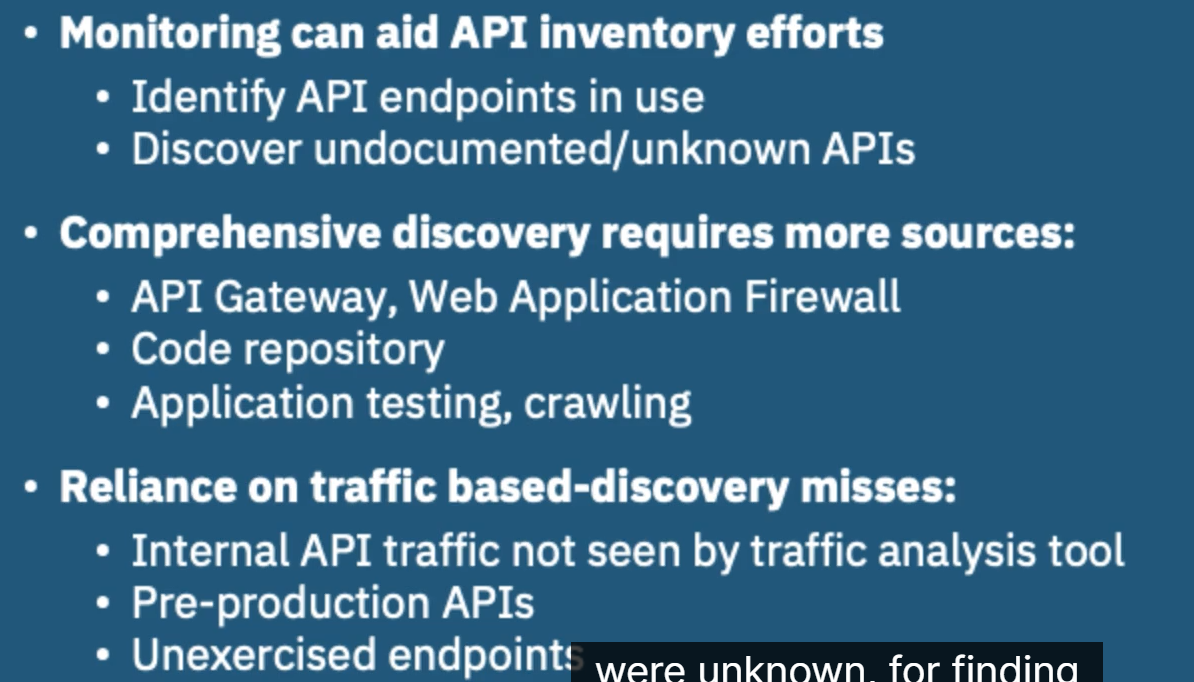 • Monitoring can aid API inventory efforts
• Identify API endpoints in use
• Discover undocumented/unknown APIs
• Comprehensive discovery requires more sources:
• API Gateway, Web Application Firewall
• Code repository
• Application testing, crawling
• Reliance on traffic based-discovery misses:
• Internal API traffic not seen by traffic analysis tool
• Pre-production APIs
• Unexercised endpoints
were unknown, for finding